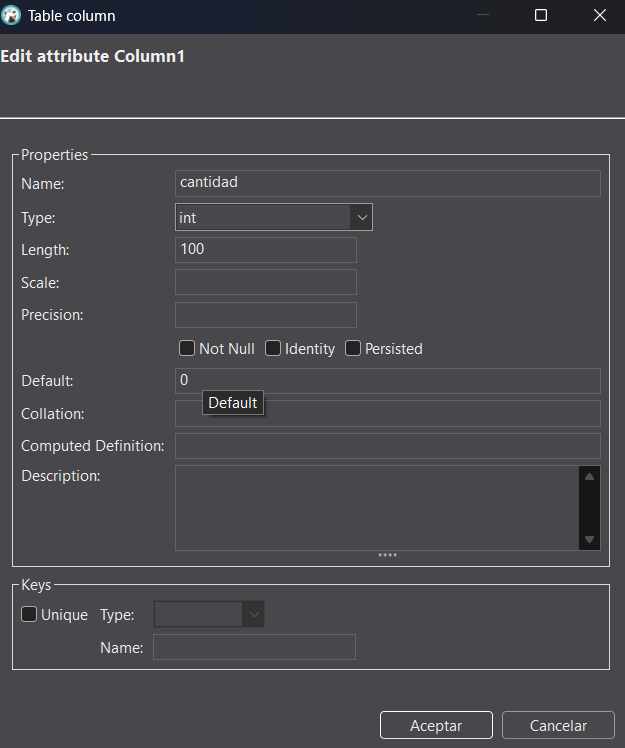 Table column
Edit attribute Column1
Properties
Name: cantidad
Type: int
Length: 100
Scale:
Precision:
Not Null Identity Persisted
Default: 0
Default
Collation:
Computed Definition:
Description:
Keys
Unique Type:
Name:
Aceptar Cancelar